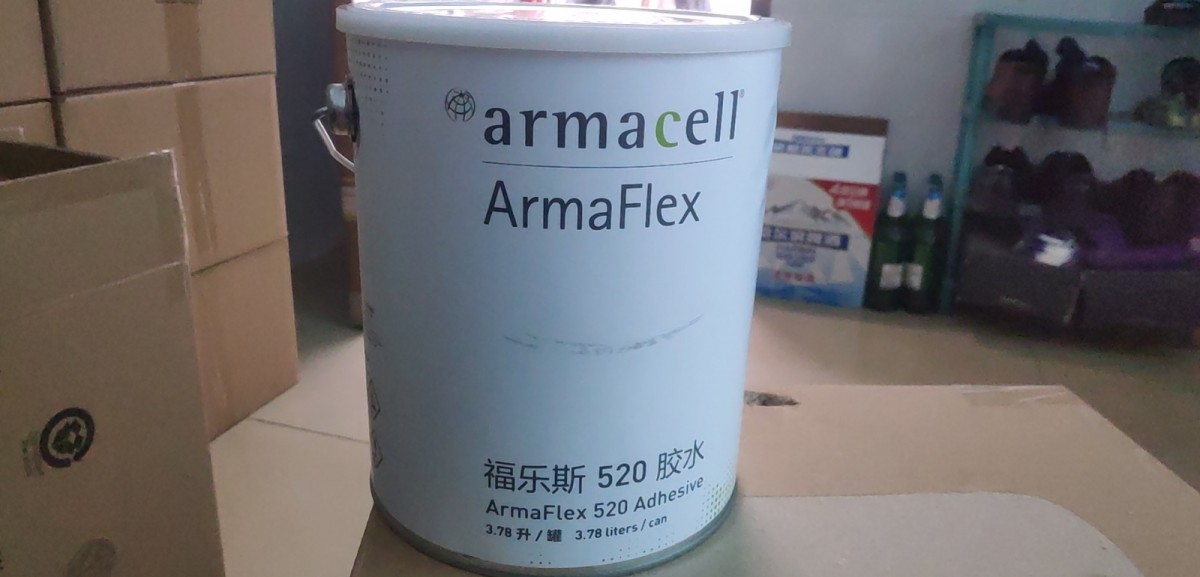 armacell®
ArmaFlex
福乐斯 520 胶水
ArmaFlex 520 Adhesive
3.78 升 / 罐 3.78 liters / can